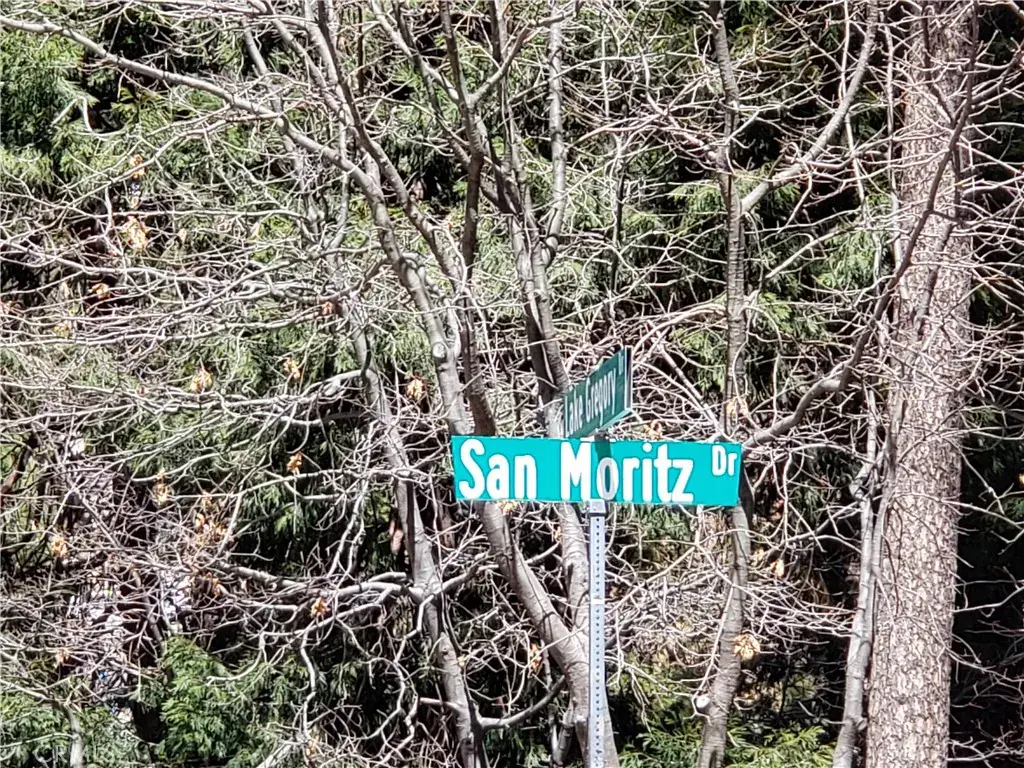 Lake Gregory
San Moritz Dr